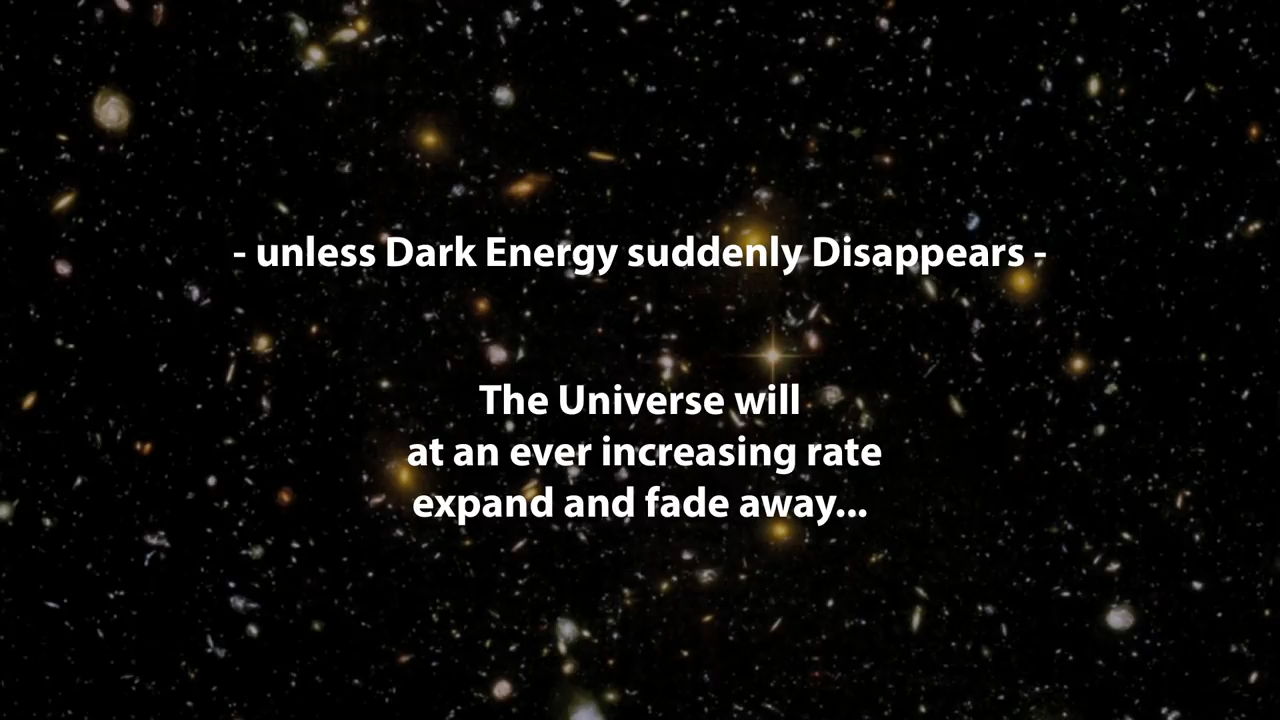 - unless Dark Energy suddenly Disappears -
The Universe will
at an ever increasing rate
expand and fade away...